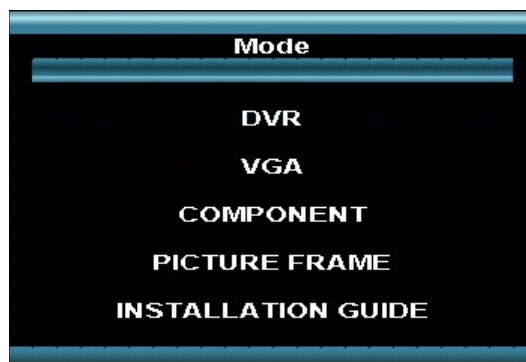 Mode
DVR
VGA
COMPONENT
PICTURE FRAME
INSTALLATION GUIDE